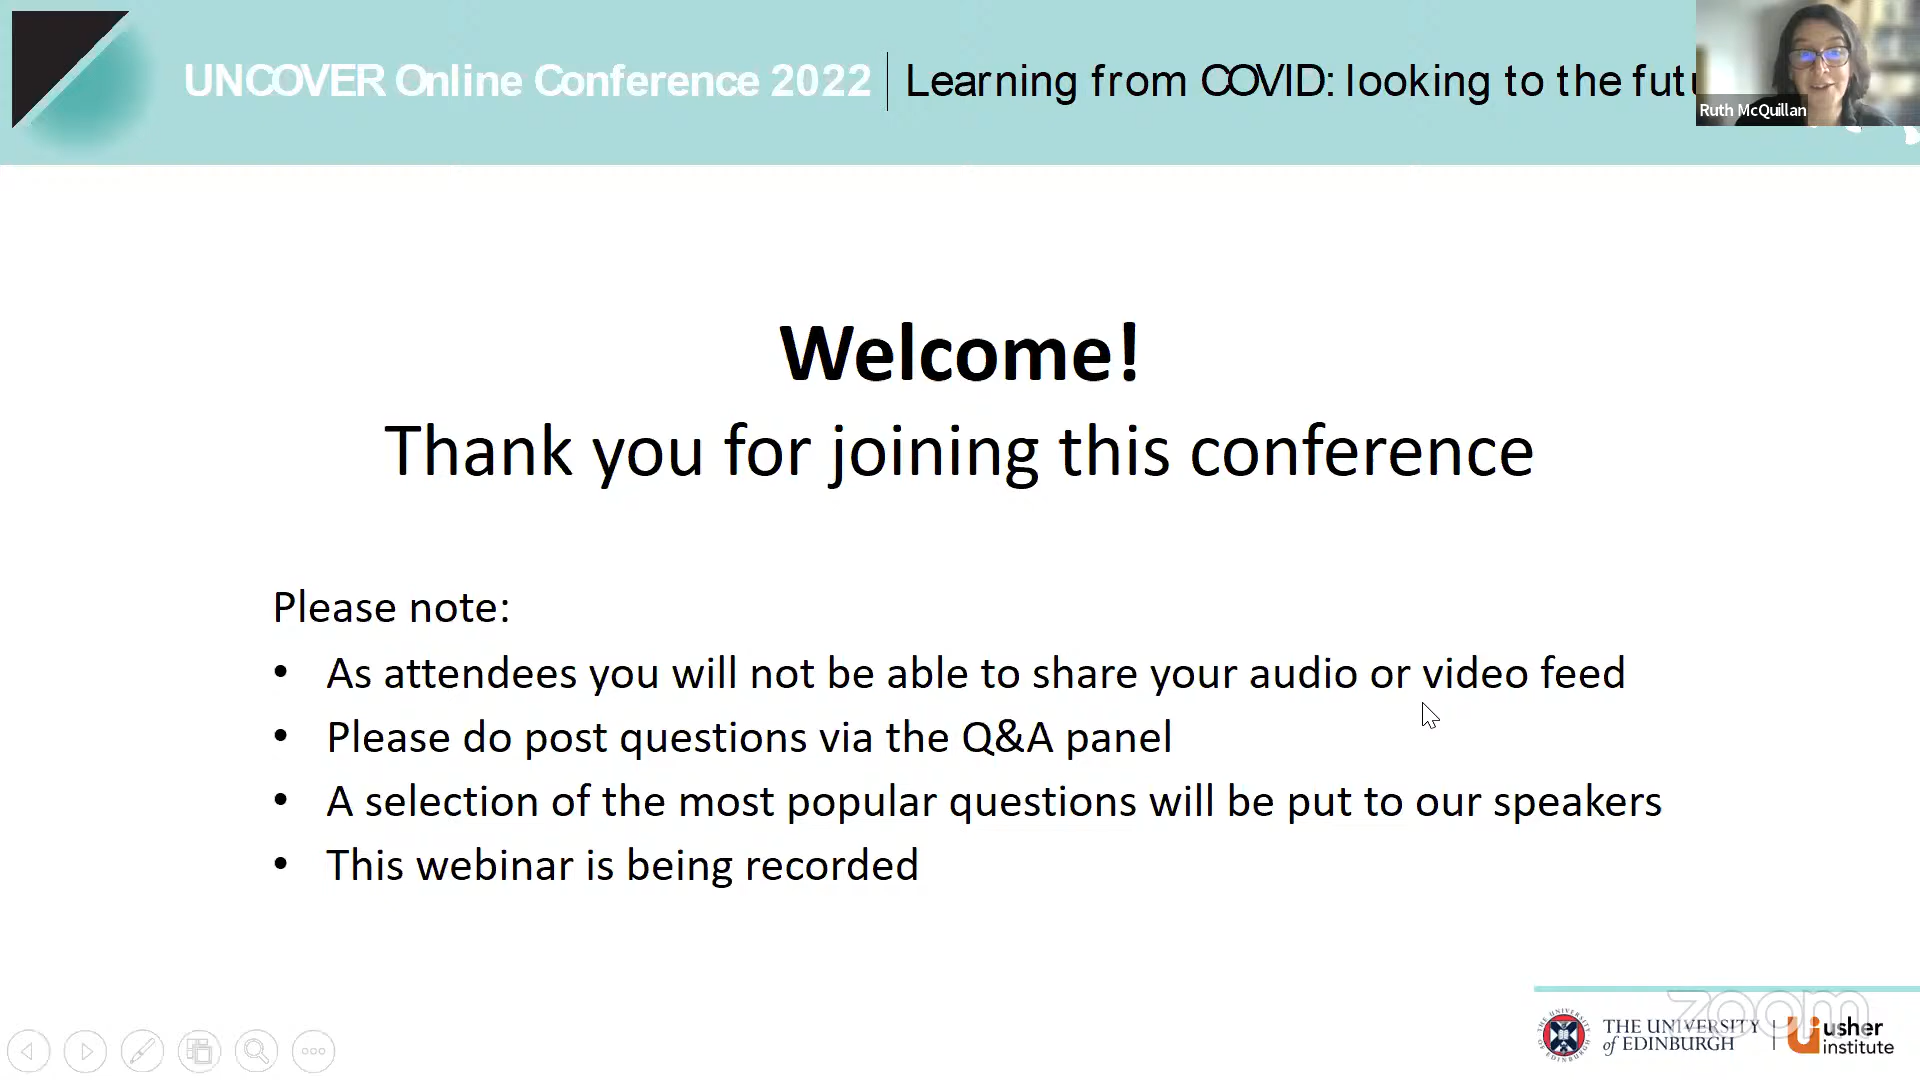 UNCOVER Online Conference 2022 | Learning from COVID: looking to the futu
Ruth McQuillan
Welcome!
Thank you for joining this conference
Please note:
• As attendees you will not be able to share your audio or video feed
• Please do post questions via the Q&A panel
• A selection of the most popular questions will be put to our speakers
• This webinar is being recorded
zoom
THE UNIVERSITY
of EDINBURGH
usher
institute